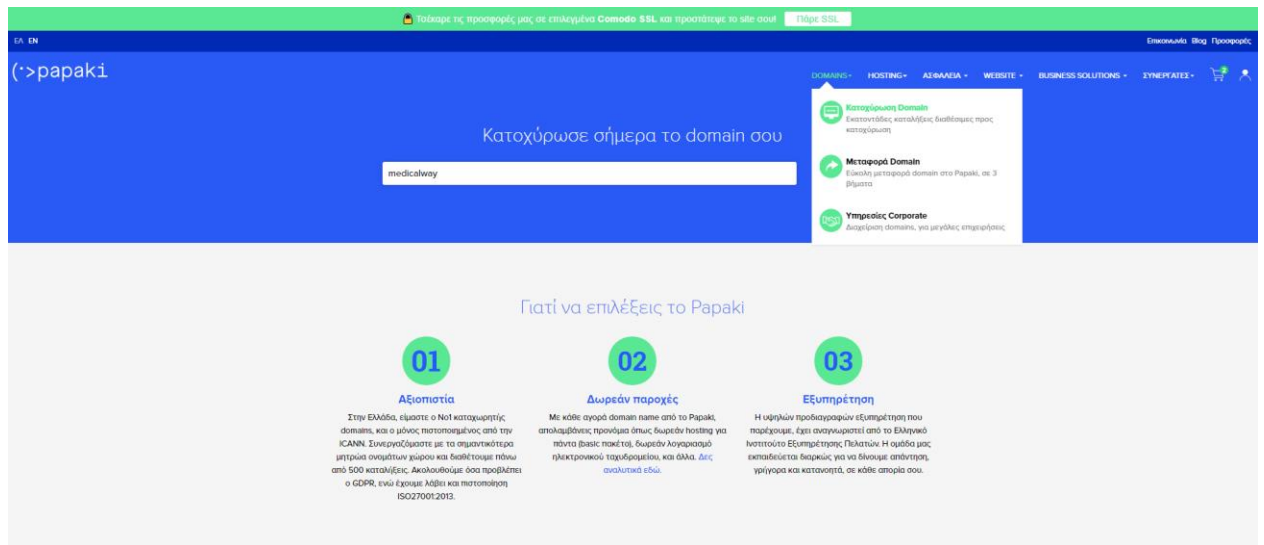 Τσέκαρε τις προσφορές μας σε επιλεγμένα Comodo SSL και προστάτεψε το site σου! Πάρε SSL
ΕΛ EN
Επικοινωνία Blog Προσφορές
(·>papaki
DOMAINS HOSTING ΑΣΦΑΛΕΙΑ WEBSITE BUSINESS SOLUTIONS ΣΥΝΕΡΓΑΤΕΣ 2
Κατοχύρωσε σήμερα το domain σου
medicalway
Κατοχύρωση Domain
Εκατοντάδες καταλήξεις διαθέσιμες προς
κατοχύρωση
Μεταφορά Domain
Εύκολη μεταφορά domain στο Papaki, σε 3
βήματα
Υπηρεσίες Corporate
Διαχείριση domains, για μεγάλες επιχειρήσεις
Γιατί να επιλέξεις το Papaki
01
Αξιοπιστία
Στην Ελλάδα, είμαστε ο Νο1 καταχωρητής
domains, και ο μόνος πιστοποιημένος από την
ICANN. Συνεργαζόμαστε με τα σημαντικότερα
μητρώα ονομάτων χώρου και διαθέτουμε πάνω
από 500 καταλήξεις. Ακολουθούμε όσα προβλέπει
ο GDPR, ενώ έχουμε λάβει και πιστοποίηση
ISO27001:2013.
02
Δωρεάν παροχές
Με κάθε αγορά domain name από το Papaki,
απολαμβάνεις προνόμια όπως δωρεάν hosting για
πάντα (basic πακέτο), δωρεάν λογαριασμό
ηλεκτρονικού ταχυδρομείου, και άλλα. Δες
αναλυτικά εδώ.
03
Εξυπηρέτηση
Η υψηλών προδιαγραφών εξυπηρέτηση που
παρέχουμε, έχει αναγνωριστεί από το Ελληνικό
Ινστιτούτο Εξυπηρέτησης Πελατών. Η ομάδα μας
εκπαιδεύεται διαρκώς για να δίνουμε απάντηση,
γρήγορα και κατανοητά, σε κάθε απορία σου.